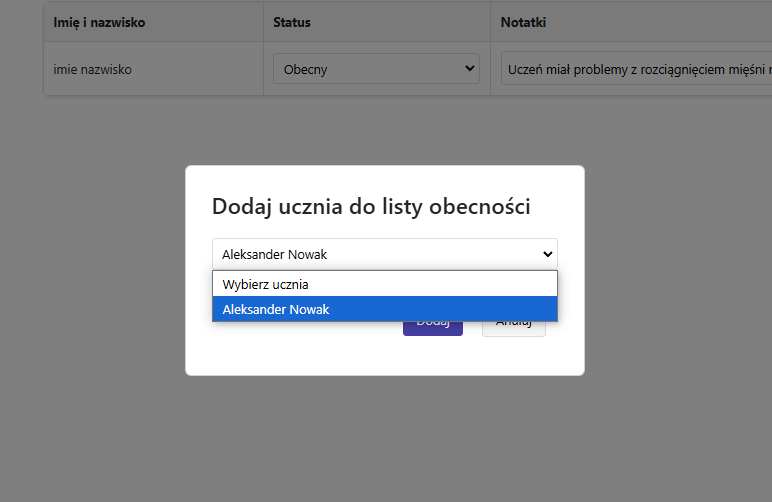 Imię i nazwisko Status Notatki
imie nazwisko Obecny Uczeń miał problemy z rozciągnięciem mięśni
Dodaj ucznia do listy obecności
Aleksander Nowak
Wybierz ucznia
Aleksander Nowak
Dodaj Anuluj